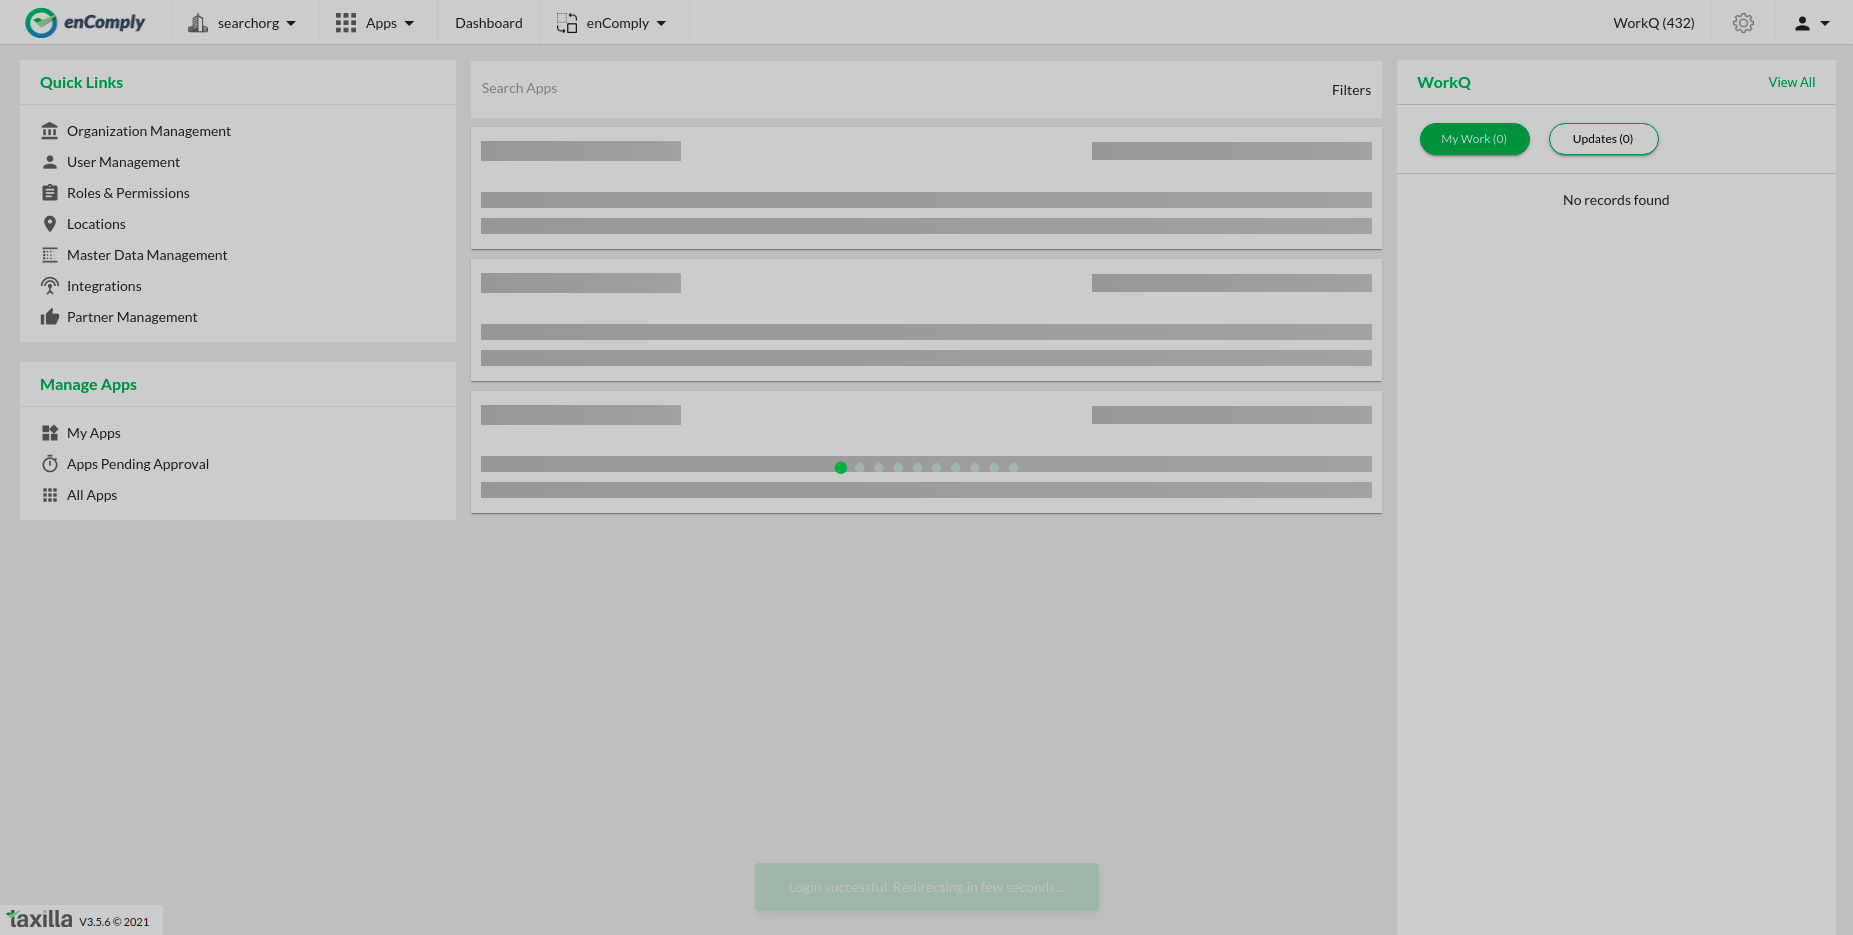 enComply
searchorg
Apps
Dashboard
enComply
WorkQ (432)
Quick Links
Organization Management
User Management
Roles & Permissions
Locations
Master Data Management
Integrations
Partner Management
Manage Apps
My Apps
Apps Pending Approval
All Apps
Search Apps
Filters
WorkQ
View All
My Work (0)
Updates (0)
No records found
Login successful. Redirecting in few seconds...
taxilla V3.5.6 © 2021